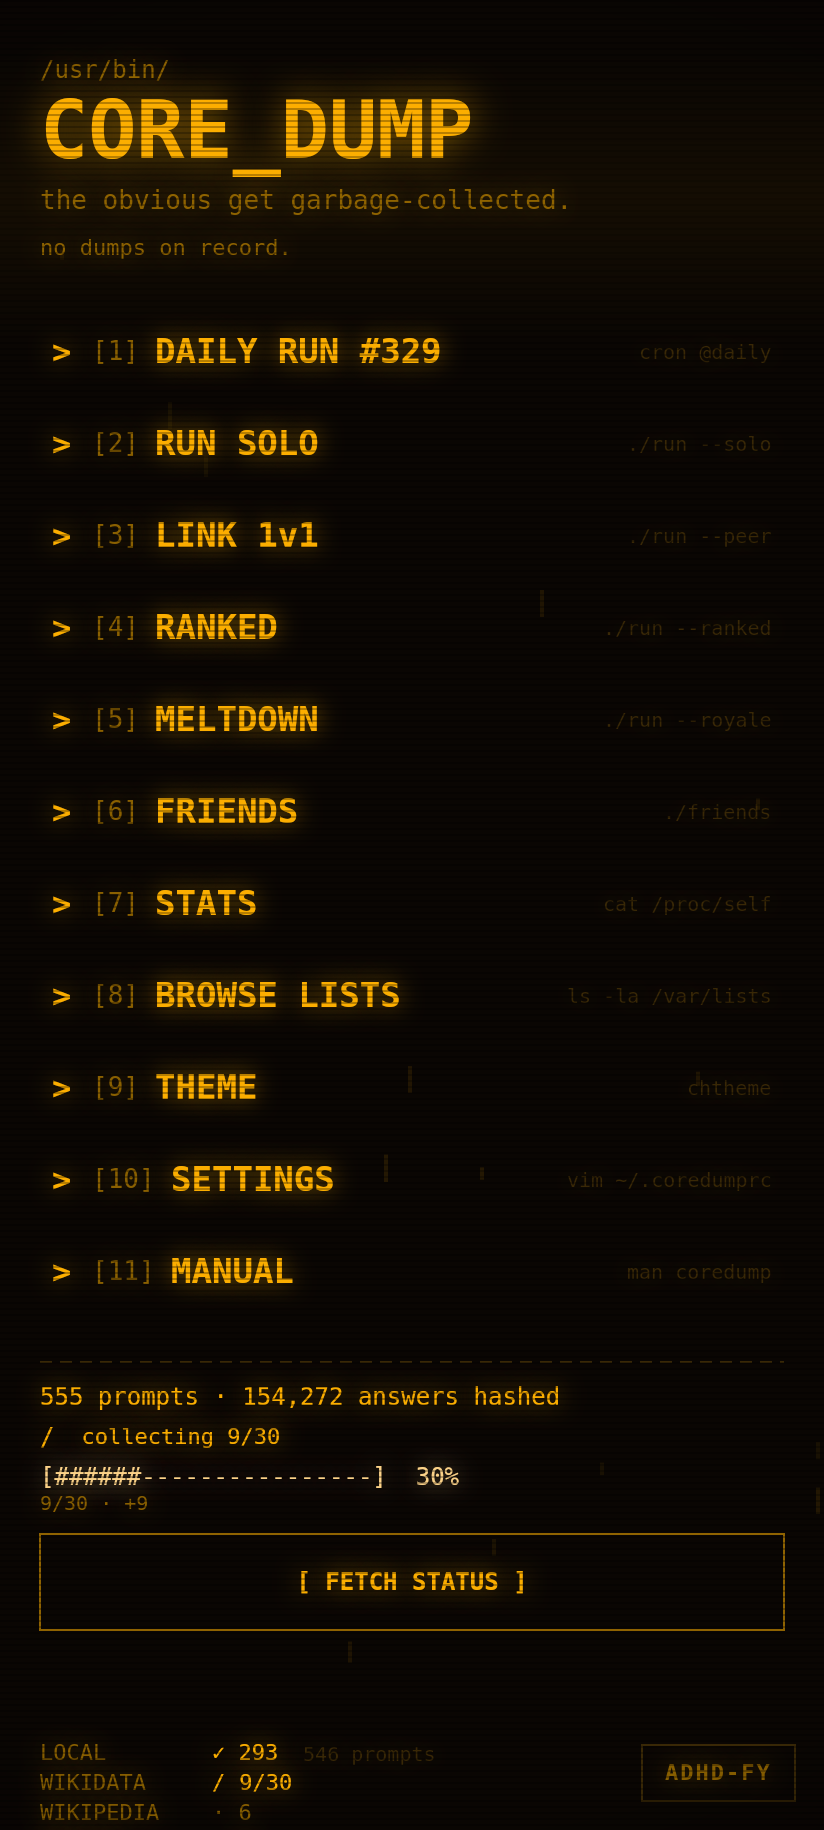 /usr/bin/
CORE_DUMP
the obvious get garbage-collected.
no dumps on record.
> [1] DAILY RUN #329 cron @daily
> [2] RUN SOLO ./run --solo
> [3] LINK 1v1 ./run --peer
> [4] RANKED ./run --ranked
> [5] MELTDOWN ./run --royale
> [6] FRIENDS ./friends
> [7] STATS cat /proc/self
> [8] BROWSE LISTS ls -la /var/lists
> [9] THEME chtheme
> [10] SETTINGS vim ~/.coredumprc
> [11] MANUAL man coredump
555 prompts · 154,272 answers hashed
/ collecting 9/30
[######----------------] 30%
9/30 · +9
[ FETCH STATUS ]
LOCAL ✓ 293 546 prompts
WIKIDATA / 9/30
WIKIPEDIA · 6
ADHD-FY